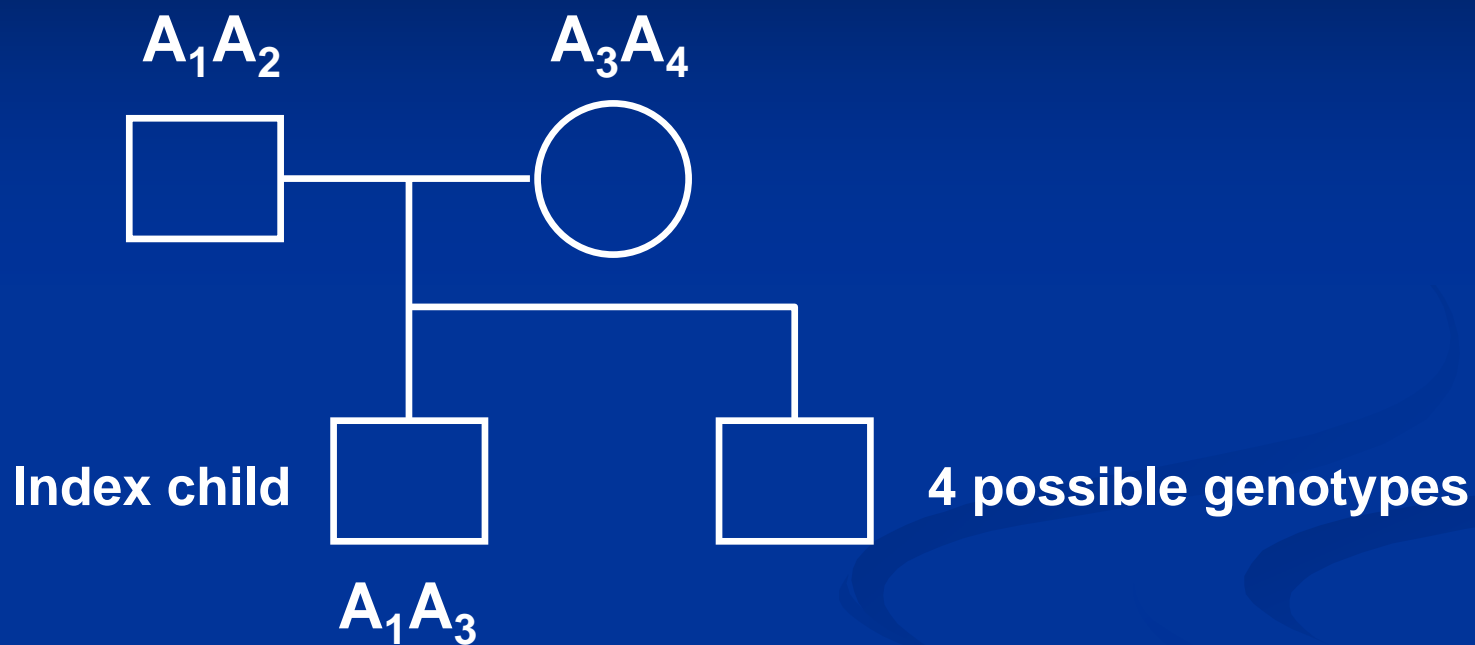 A₁A₂ A₃A₄
Index child 4 possible genotypes
A₁A₃